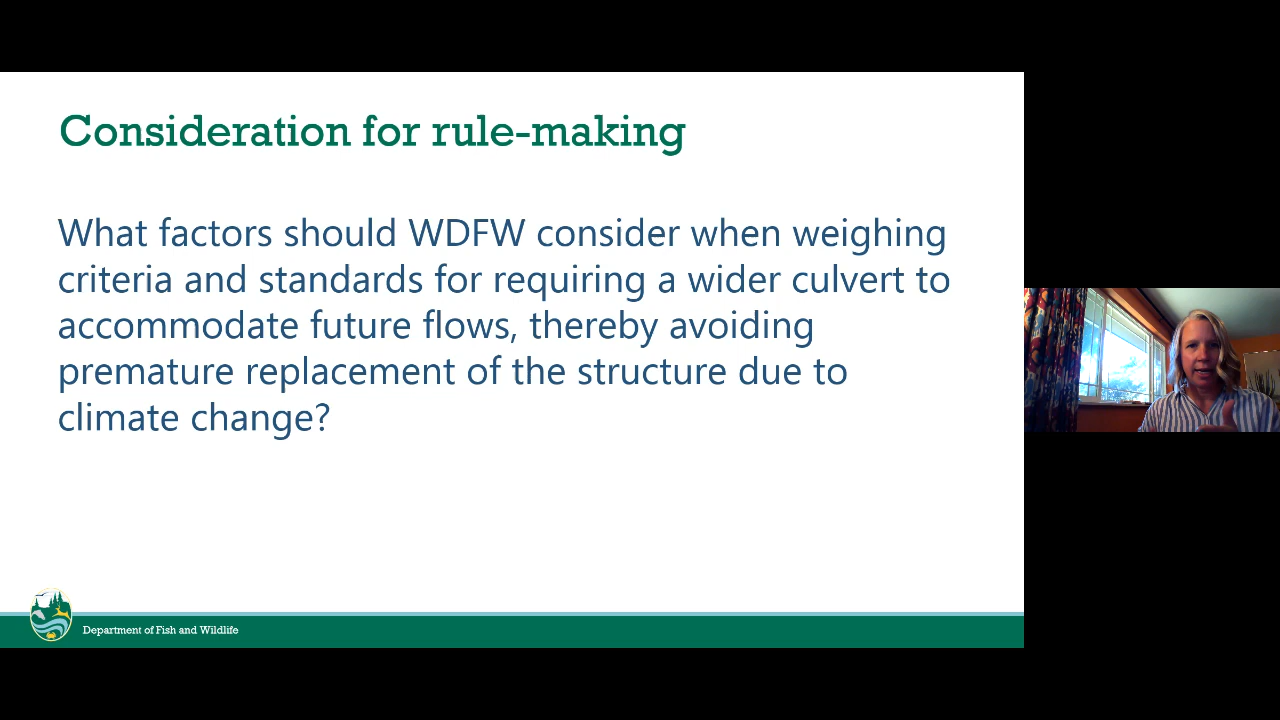 Consideration for rule-making
What factors should WDFW consider when weighing
criteria and standards for requiring a wider culvert to
accommodate future flows, thereby avoiding
premature replacement of the structure due to
climate change?
Department of Fish and Wildlife